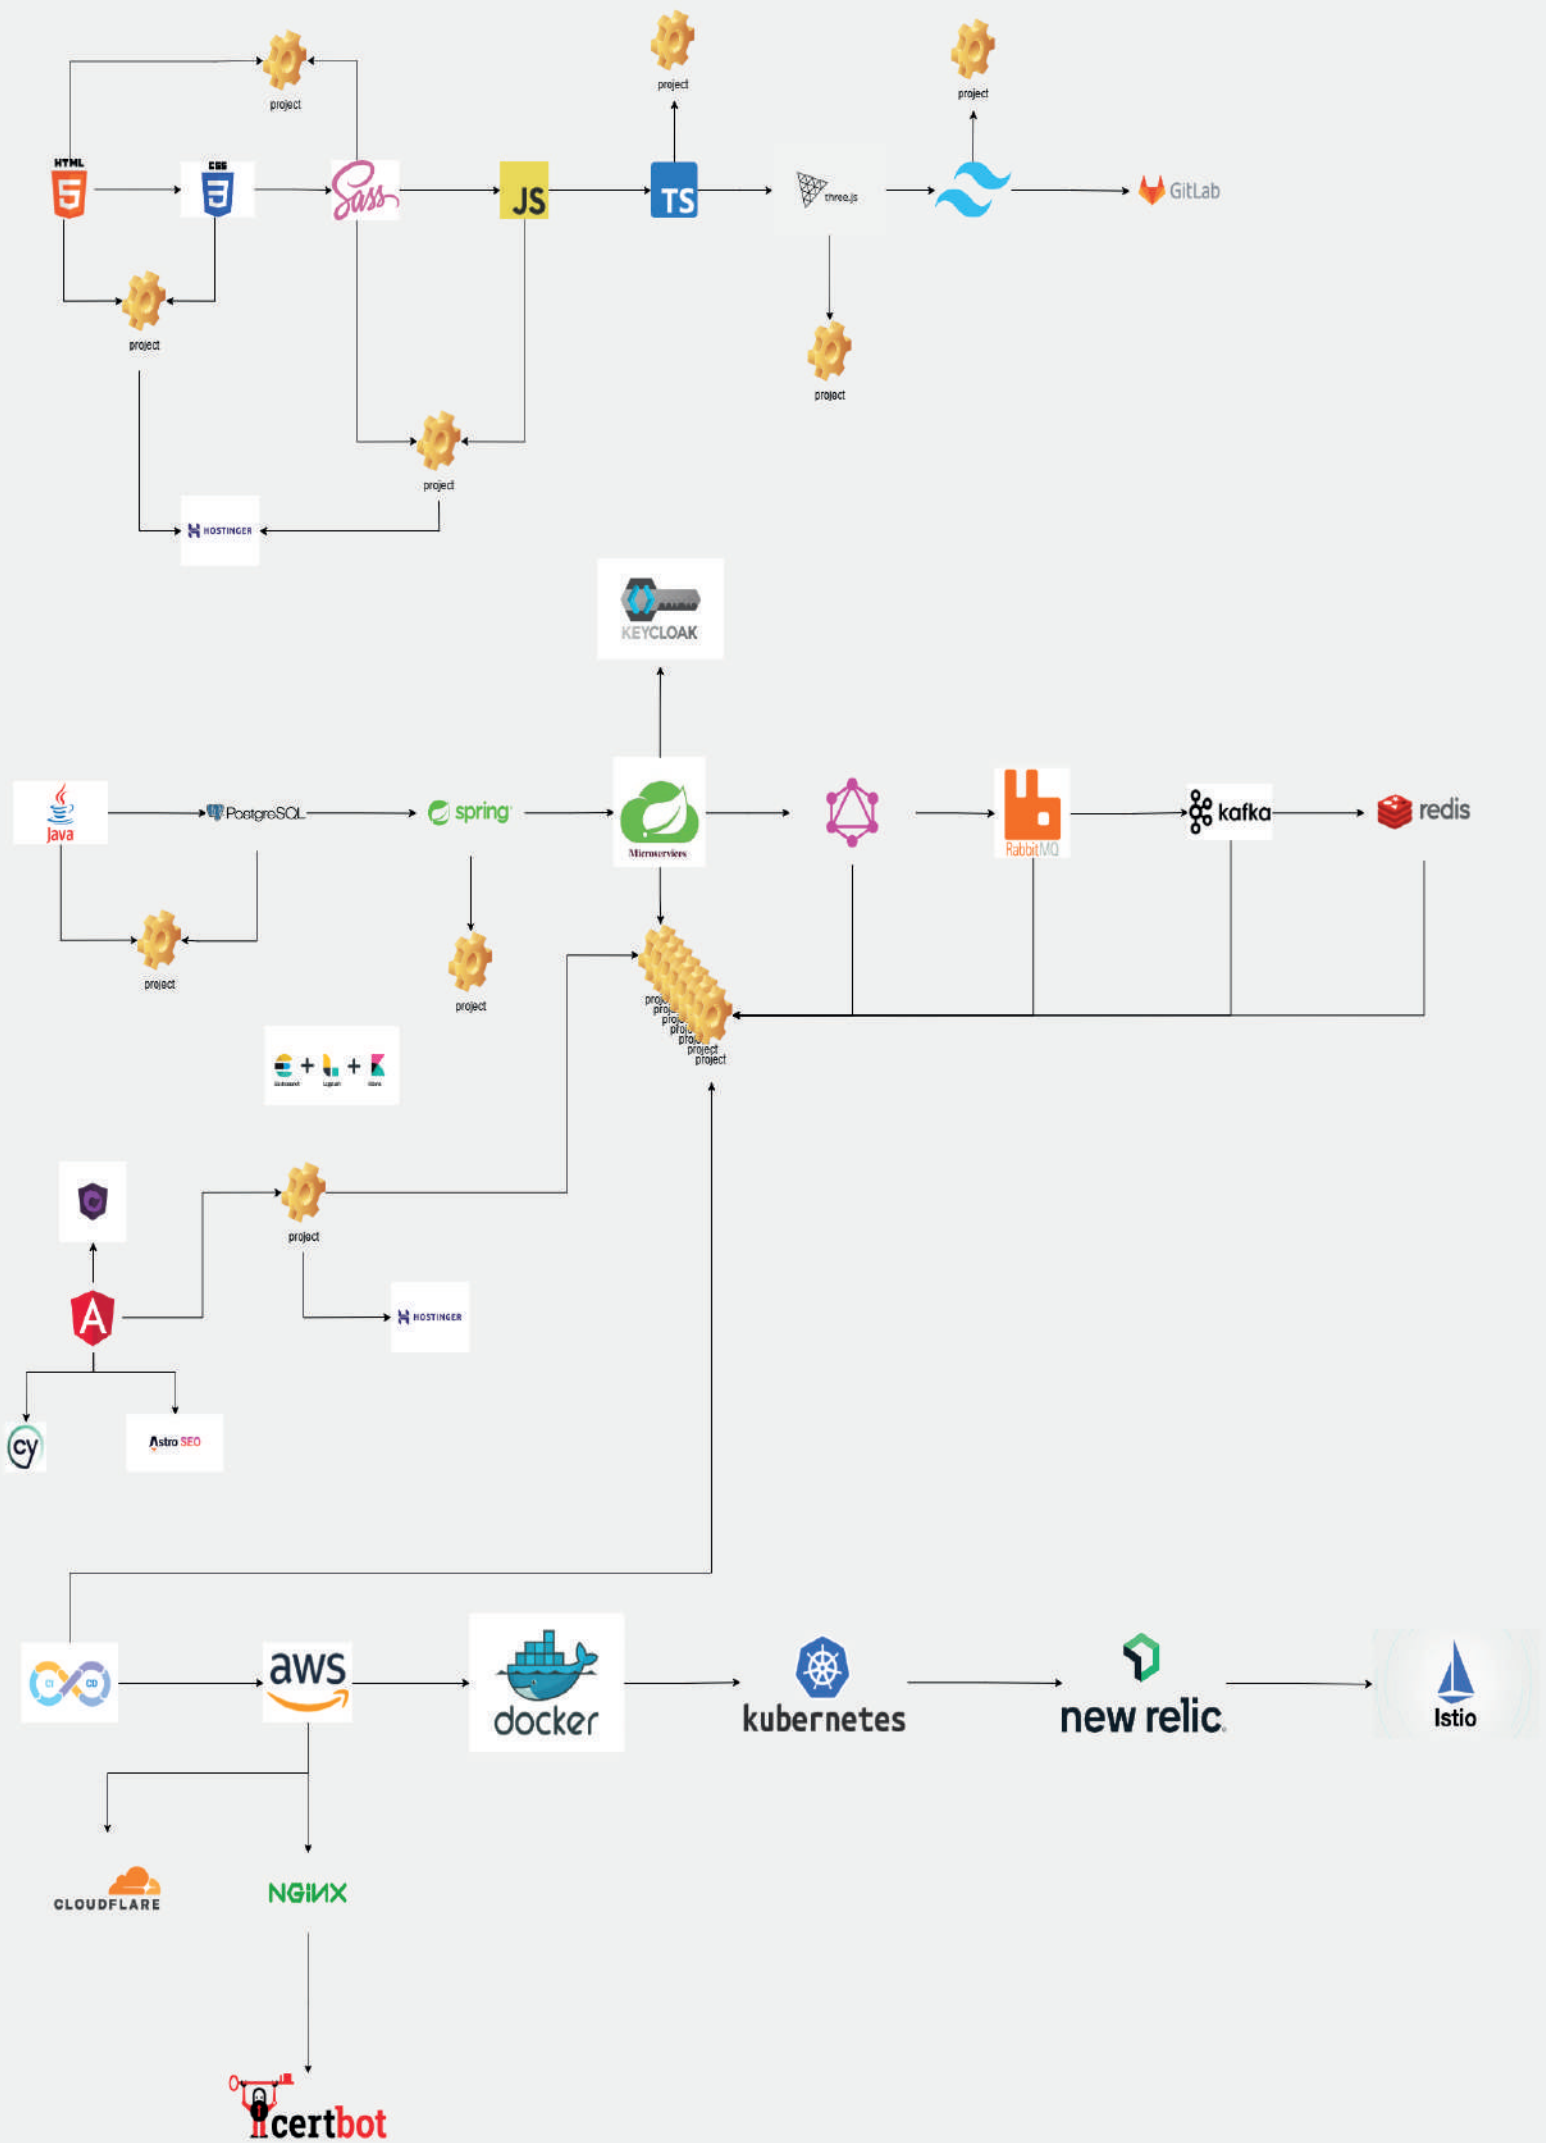 project
project
project
HTML
5
CSS
3
Sass
JS
TS
three.js
GitLab
project
project
project
HOSTINGER
KEYCLOAK
Java
PostgreSQL
spring
Microservices
RabbitMQ
kafka
redis
project
project
project
project
+ +
project
A
HOSTINGER
cy
Astro SEO
CI CD
aws
docker
kubernetes
new relic
Istio
CLOUDFLARE
NGINX
certbot